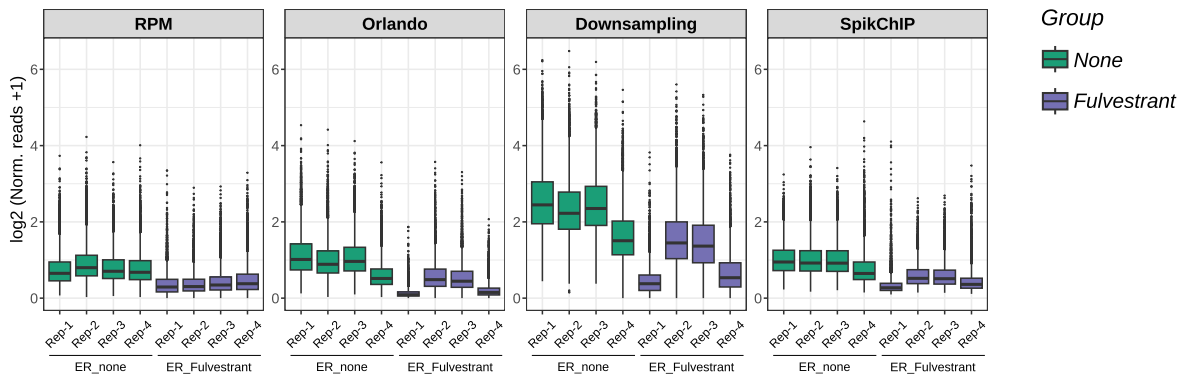 RPM
Orlando
Downsampling
SpikChIP
Group
None
Fulvestrant
log2 (Norm. reads +1)
6
4
2
0
6
4
2
0
6
4
2
0
6
4
2
0
Rep-1 Rep-2 Rep-3 Rep-4 Rep-1 Rep-2 Rep-3 Rep-4
ER_none ER_Fulvestrant
Rep-1 Rep-2 Rep-3 Rep-4 Rep-1 Rep-2 Rep-3 Rep-4
ER_none ER_Fulvestrant
Rep-1 Rep-2 Rep-3 Rep-4 Rep-1 Rep-2 Rep-3 Rep-4
ER_none ER_Fulvestrant
Rep-1 Rep-2 Rep-3 Rep-4 Rep-1 Rep-2 Rep-3 Rep-4
ER_none ER_Fulvestrant